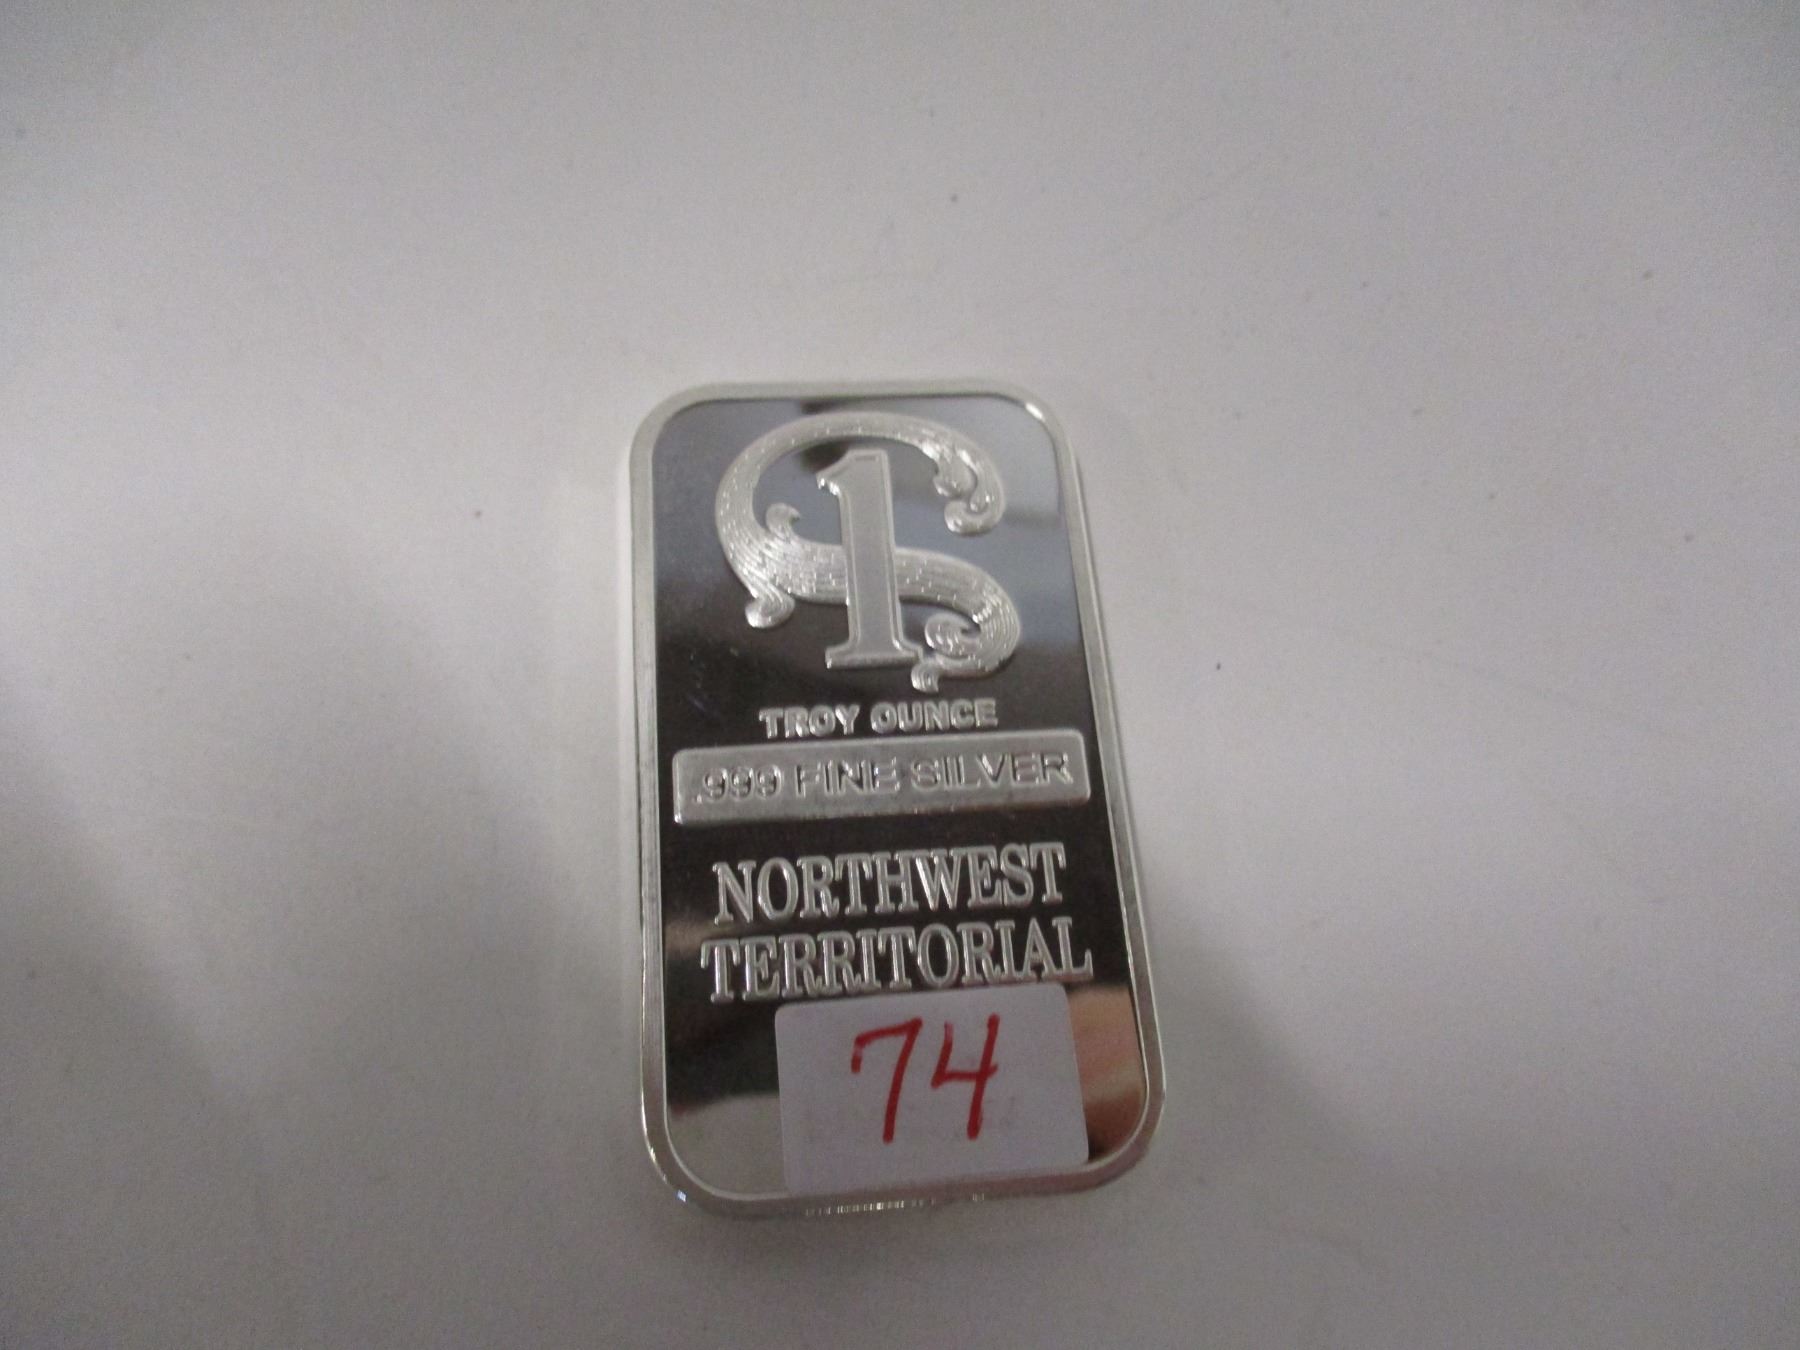 1
TROY OUNCE
.999 FINE SILVER
NORTHWEST
TERRITORIAL
74